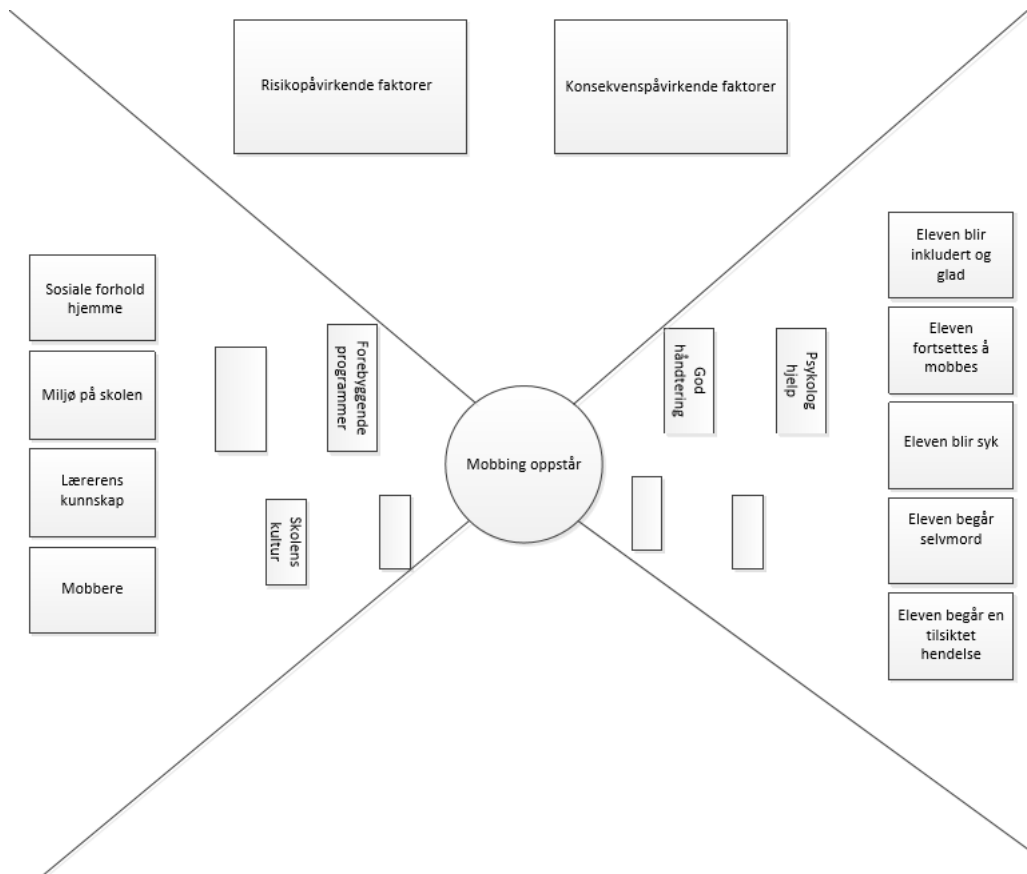 Risikopåvirkende faktorer
Konsekvenspåvirkende faktorer
Sosiale forhold
hjemme
Miljø på skolen
Lærerens
kunnskap
Mobbere
Forebyggende
programmer
Skolens
kultur
Mobbing oppstår
God
håndtering
Psykolog
hjelp
Eleven blir
inkludert og
glad
Eleven
fortsettes å
mobbes
Eleven blir syk
Eleven begår
selvmord
Eleven begår en
tilsiktet
hendelse